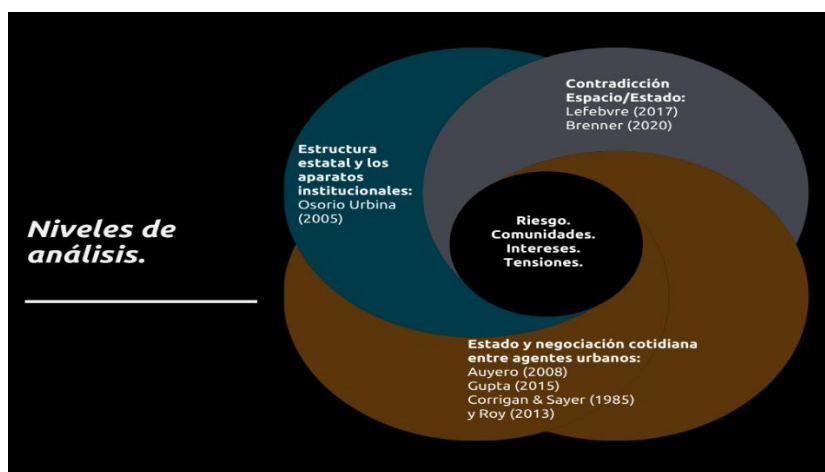 Niveles de
análisis.
Estructura
estatal y los
aparatos
institucionales:
Osorio Urbina
(2005)
Contradicción
Espacio/Estado:
Lefebvre (2017)
Brenner (2020)
Riesgo.
Comunidades.
Intereses.
Tensiones.
Estado y negociación cotidiana
entre agentes urbanos:
Auyero (2008)
Gupta (2015)
Corrigan & Sayer (1985)
y Roy (2013)